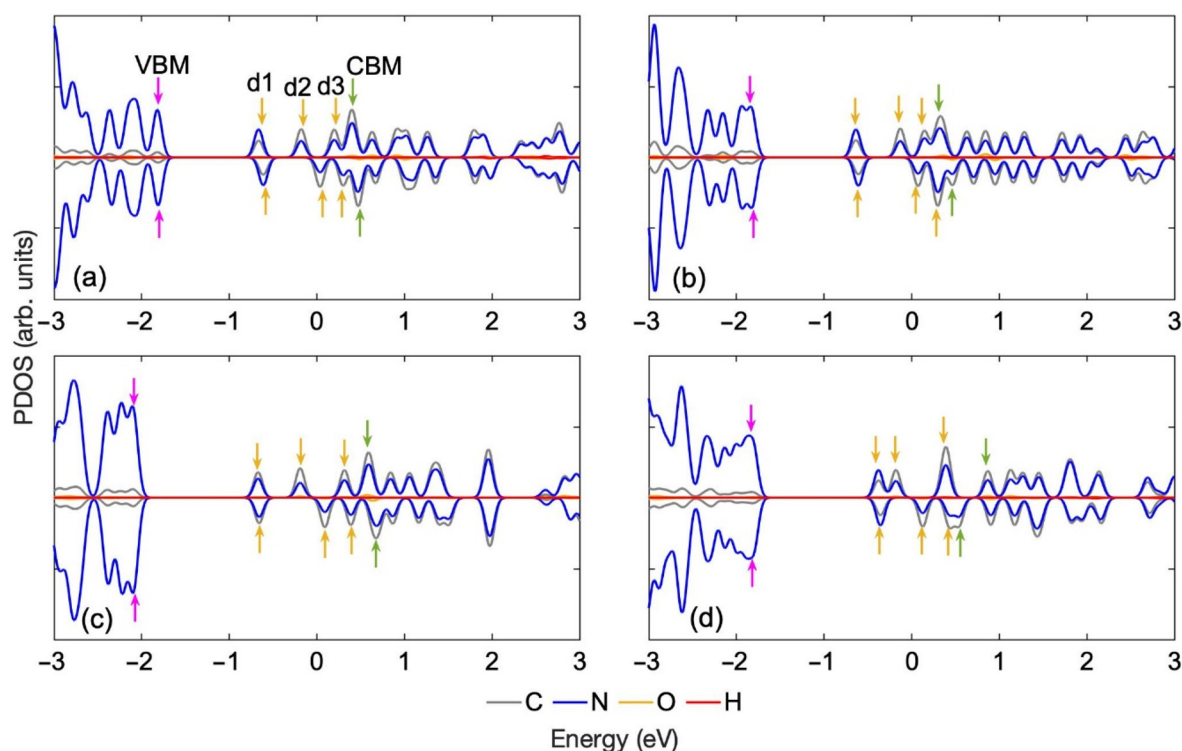 VBM
d1
d2
d3
CBM
(a)
−3 −2 −1 0 1 2 3
(b)
−3 −2 −1 0 1 2 3
PDOS (arb. units)
(c)
−3 −2 −1 0 1 2 3
(d)
−3 −2 −1 0 1 2 3
C N O H
Energy (eV)